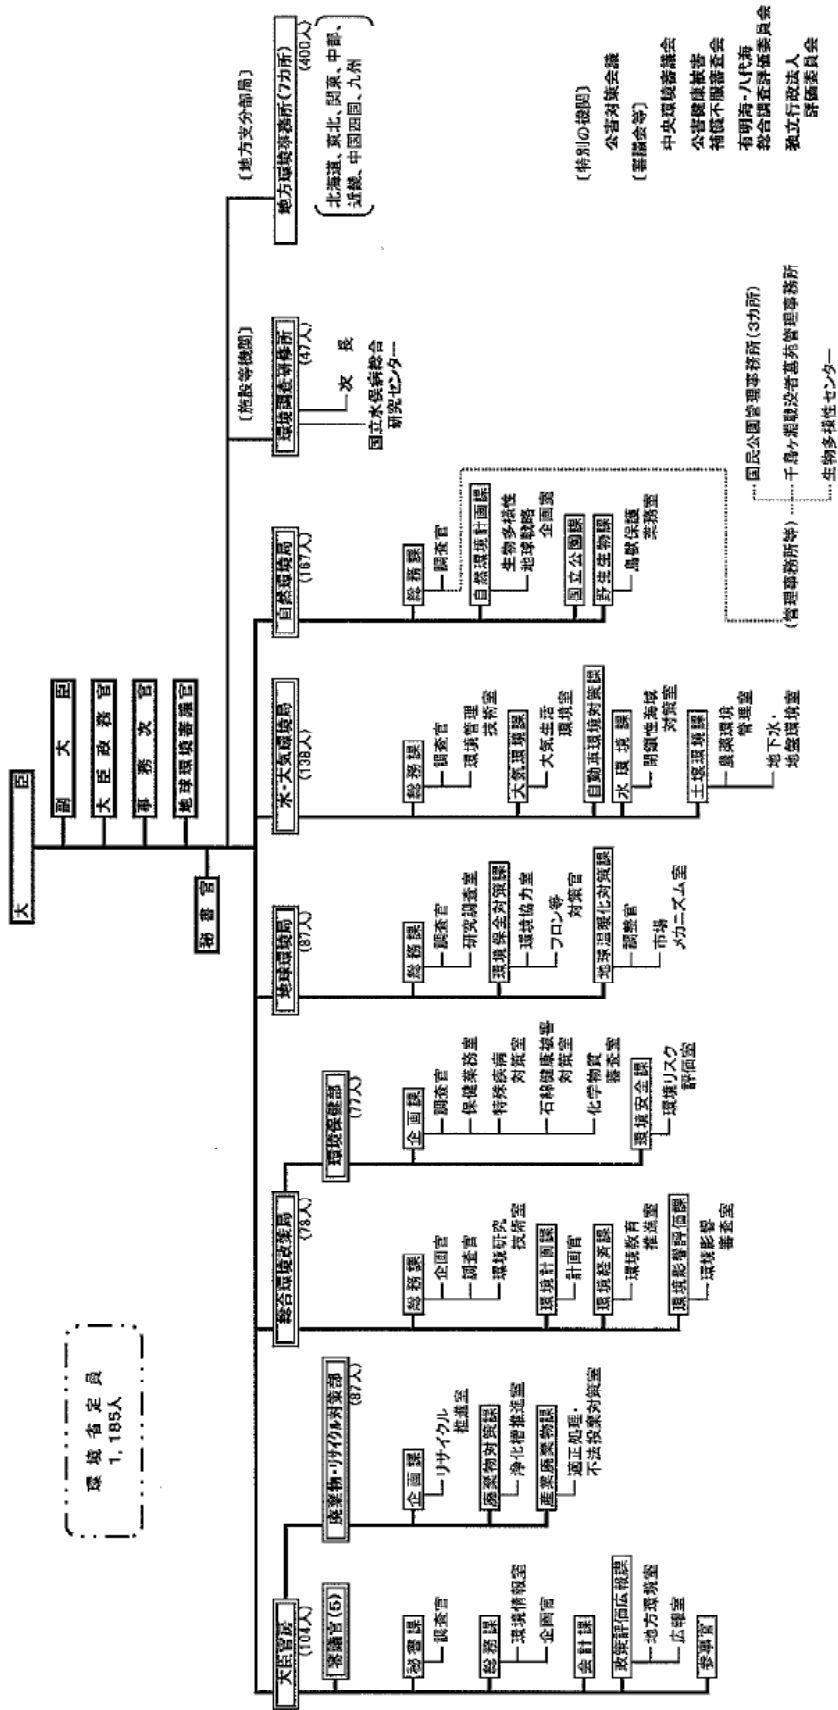 環境省定員
1,185人
大臣
副大臣
大臣政務官
事務次官
地球環境審議官
秘書官
大臣官房
(104人)
審議官(5)
秘書課
調査官
総務課
環境情報室
企画官
会計課
政策評価広報課
地方環境室
広報室
参事官
廃棄物・リサイクル対策部
(87人)
企画課
リサイクル
推進室
廃棄物対策課
浄化槽推進室
産業廃棄物課
適正処理・
不法投棄対策室
総合環境政策局
(78人)
総務課
企画官
調査官
環境研究
技術室
環境計画課
計画官
環境経済課
環境教育
推進室
環境影響評価課
環境影響
審査室
環境保健部
(77人)
企画課
調査官
保健業務室
特殊疾病
対策室
石綿健康被害
対策室
化学物質
審査室
環境安全課
環境リスク
評価室
地球環境局
(87人)
総務課
調査官
研究調査室
環境保全対策課
環境協力室
フロン等
対策官
地球温暖化対策課
調整官
市場
メカニズム室
水・大気環境局
(138人)
総務課
調査官
環境管理
技術室
大気環境課
大気生活
環境室
自動車環境対策課
水環境課
閉鎖性海域
対策室
土壌環境課
農薬環境
管理室
地下水・
地盤環境室
自然環境局
(167人)
総務課
調査官
自然環境計画課
生物多様性
地球戦略
企画室
国立公園課
野生生物課
鳥獣保護
業務室
(管理事務所等)
国民公園管理事務所(3カ所)
千鳥ヶ淵戦没者墓苑管理事務所
生物多様性センター
〔施設等機関〕
環境調査研修所
(47人)
次長
国立水俣病総合
研究センター
〔地方支分部局〕
地方環境事務所(7カ所)
(400人)
北海道、東北、関東、中部、
近畿、中国四国、九州
〔特別の機関〕
公害対策会議
〔審議会等〕
中央環境審議会
公害健康被害
補償不服審査会
有明海・八代海
総合調査評価委員会
独立行政法人
評価委員会